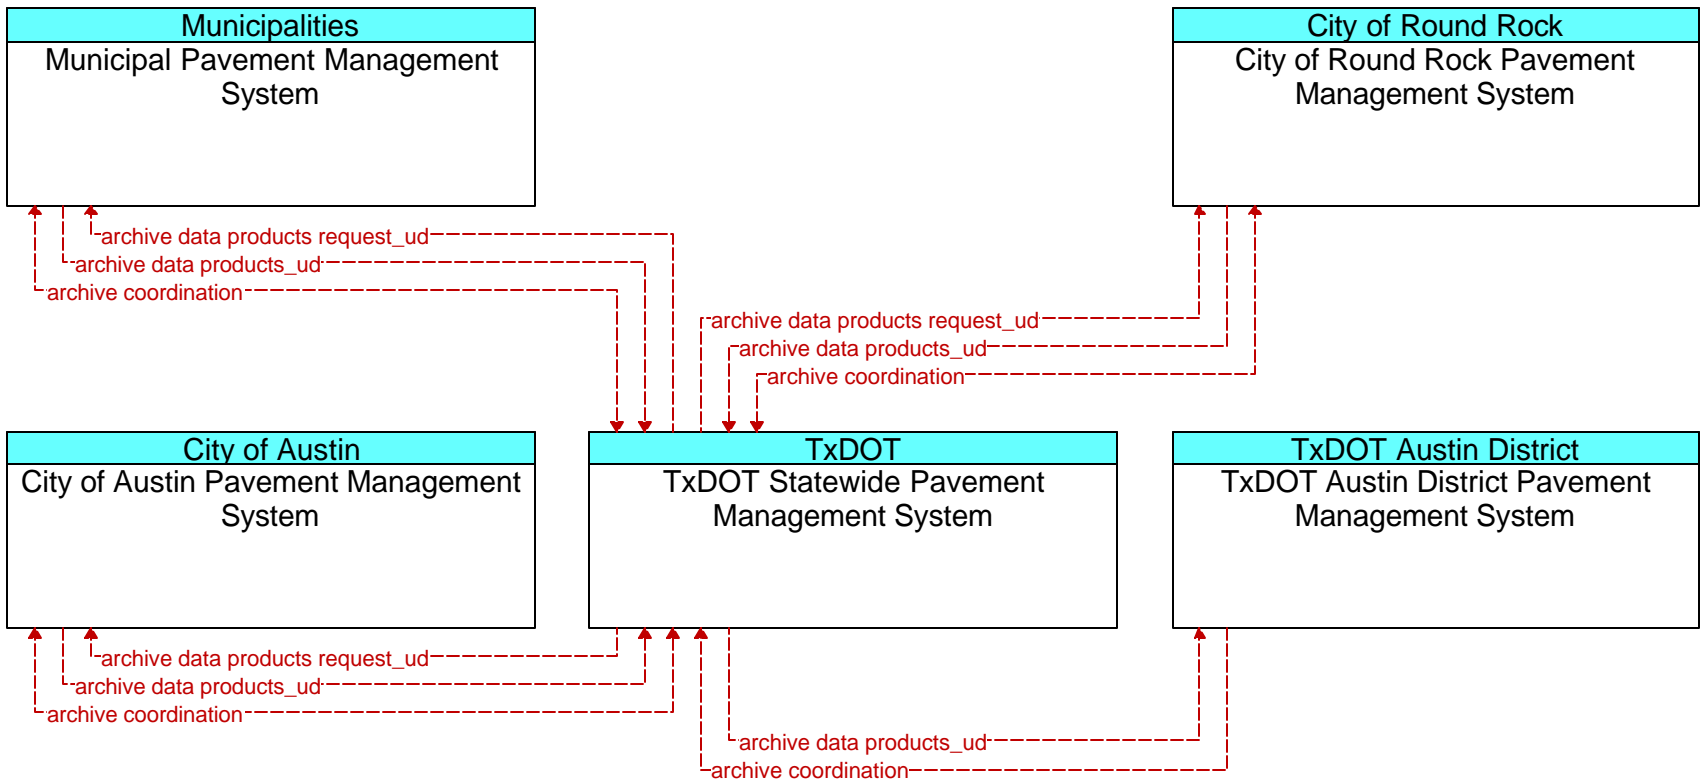 Municipalities
Municipal Pavement Management
System
City of Round Rock
City of Round Rock Pavement
Management System
archive data products request_ud
archive data products_ud
archive coordination
archive data products request_ud
archive data products_ud
archive coordination
City of Austin
City of Austin Pavement Management
System
TxDOT
TxDOT Statewide Pavement
Management System
TxDOT Austin District
TxDOT Austin District Pavement
Management System
archive data products request_ud
archive data products_ud
archive coordination
archive data products_ud
archive coordination